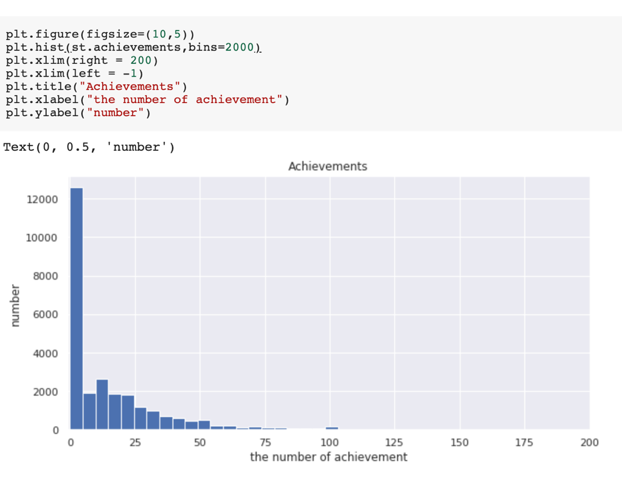 plt.figure(figsize=(10,5))
plt.hist(st.achievements,bins=2000)
plt.xlim(right = 200)
plt.xlim(left = -1)
plt.title("Achievements")
plt.xlabel("the number of achievement")
plt.ylabel("number")
Text(0, 0.5, 'number')
Achievements
12000
10000
8000
6000
4000
2000
0
number
0 25 50 75 100 125 150 175 200
the number of achievement